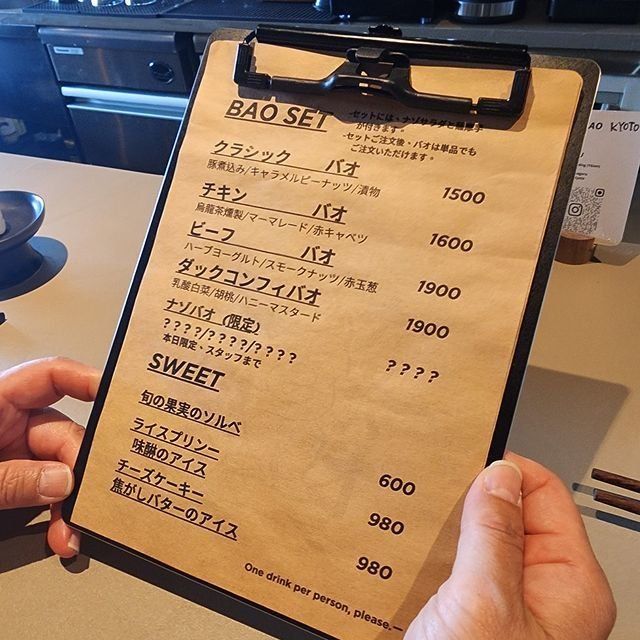 BAO SET
-セットには、ナゾサラダと
が付きます。
-セットご注文後、バオは単品でも
ご注文いただけます。
クラシック バオ 1500
豚煮込み/キャラメルピーナッツ/漬物
チキン バオ 1600
烏龍茶燻製/マーマレード/赤キャベツ
ビーフ バオ 1900
ハーブヨーグルト/スモークナッツ/赤玉葱
ダックコンフィバオ 1900
乳酸白菜/胡桃/ハニーマスタード
ナゾバオ（限定）
????/????/???? ????
本日限定、スタッフまで
SWEET
旬の果実のソルベ 600
ライスプリンー
味醂のアイス 980
チーズケーキー
焦がしバターのアイス 980
One drink per person, please.ー
AO KYOTO